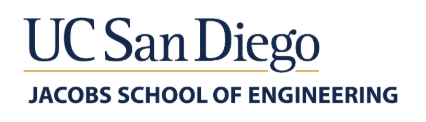 UC San Diego
JACOBS SCHOOL OF ENGINEERING